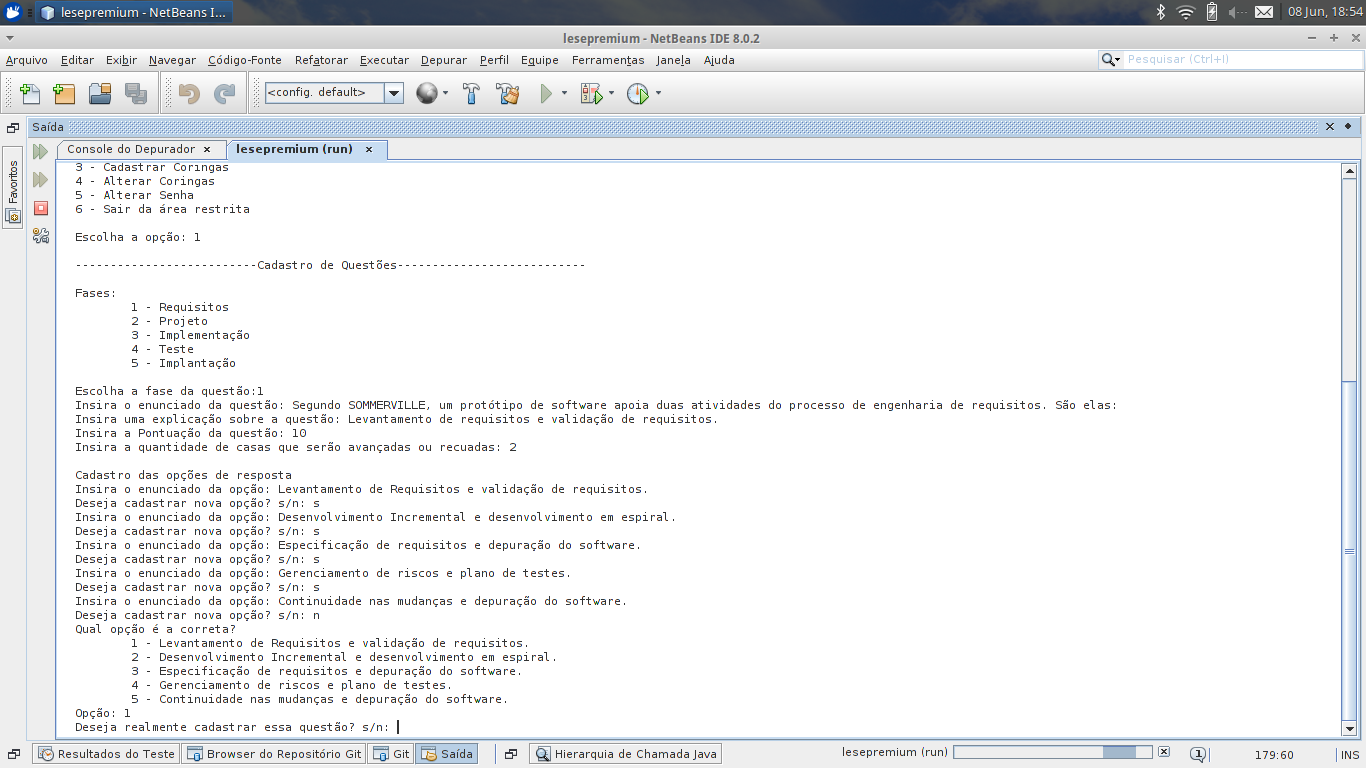 lesepremium - NetBeans I...
08 Jun, 18:54
lesepremium - NetBeans IDE 8.0.2
Arquivo Editar Exibir Navegar Código-Fonte Refatorar Executar Depurar Perfil Equipe Ferramentas Janela Ajuda
Pesquisar (Ctrl+I)
<config. default>
Saída
Favoritos
Console do Depurador
lesepremium (run)
3 - Cadastrar Coringas
4 - Alterar Coringas
5 - Alterar Senha
6 - Sair da área restrita
Escolha a opção: 1
--------------------------Cadastro de Questões---------------------------
Fases:
1 - Requisitos
2 - Projeto
3 - Implementação
4 - Teste
5 - Implantação
Escolha a fase da questão:1
Insira o enunciado da questão: Segundo SOMMERVILLE, um protótipo de software apoia duas atividades do processo de engenharia de requisitos. São elas:
Insira uma explicação sobre a questão: Levantamento de requisitos e validação de requisitos.
Insira a Pontuação da questão: 10
Insira a quantidade de casas que serão avançadas ou recuadas: 2
Cadastro das opções de resposta
Insira o enunciado da opção: Levantamento de Requisitos e validação de requisitos.
Deseja cadastrar nova opção? s/n: s
Insira o enunciado da opção: Desenvolvimento Incremental e desenvolvimento em espiral.
Deseja cadastrar nova opção? s/n: s
Insira o enunciado da opção: Especificação de requisitos e depuração do software.
Deseja cadastrar nova opção? s/n: s
Insira o enunciado da opção: Gerenciamento de riscos e plano de testes.
Deseja cadastrar nova opção? s/n: s
Insira o enunciado da opção: Continuidade nas mudanças e depuração do software.
Deseja cadastrar nova opção? s/n: n
Qual opção é a correta?
1 - Levantamento de Requisitos e validação de requisitos.
2 - Desenvolvimento Incremental e desenvolvimento em espiral.
3 - Especificação de requisitos e depuração do software.
4 - Gerenciamento de riscos e plano de testes.
5 - Continuidade nas mudanças e depuração do software.
Opção: 1
Deseja realmente cadastrar essa questão? s/n:
Resultados do Teste
Browser do Repositório Git
Git
Saída
Hierarquia de Chamada Java
lesepremium (run)
1
179:60
INS